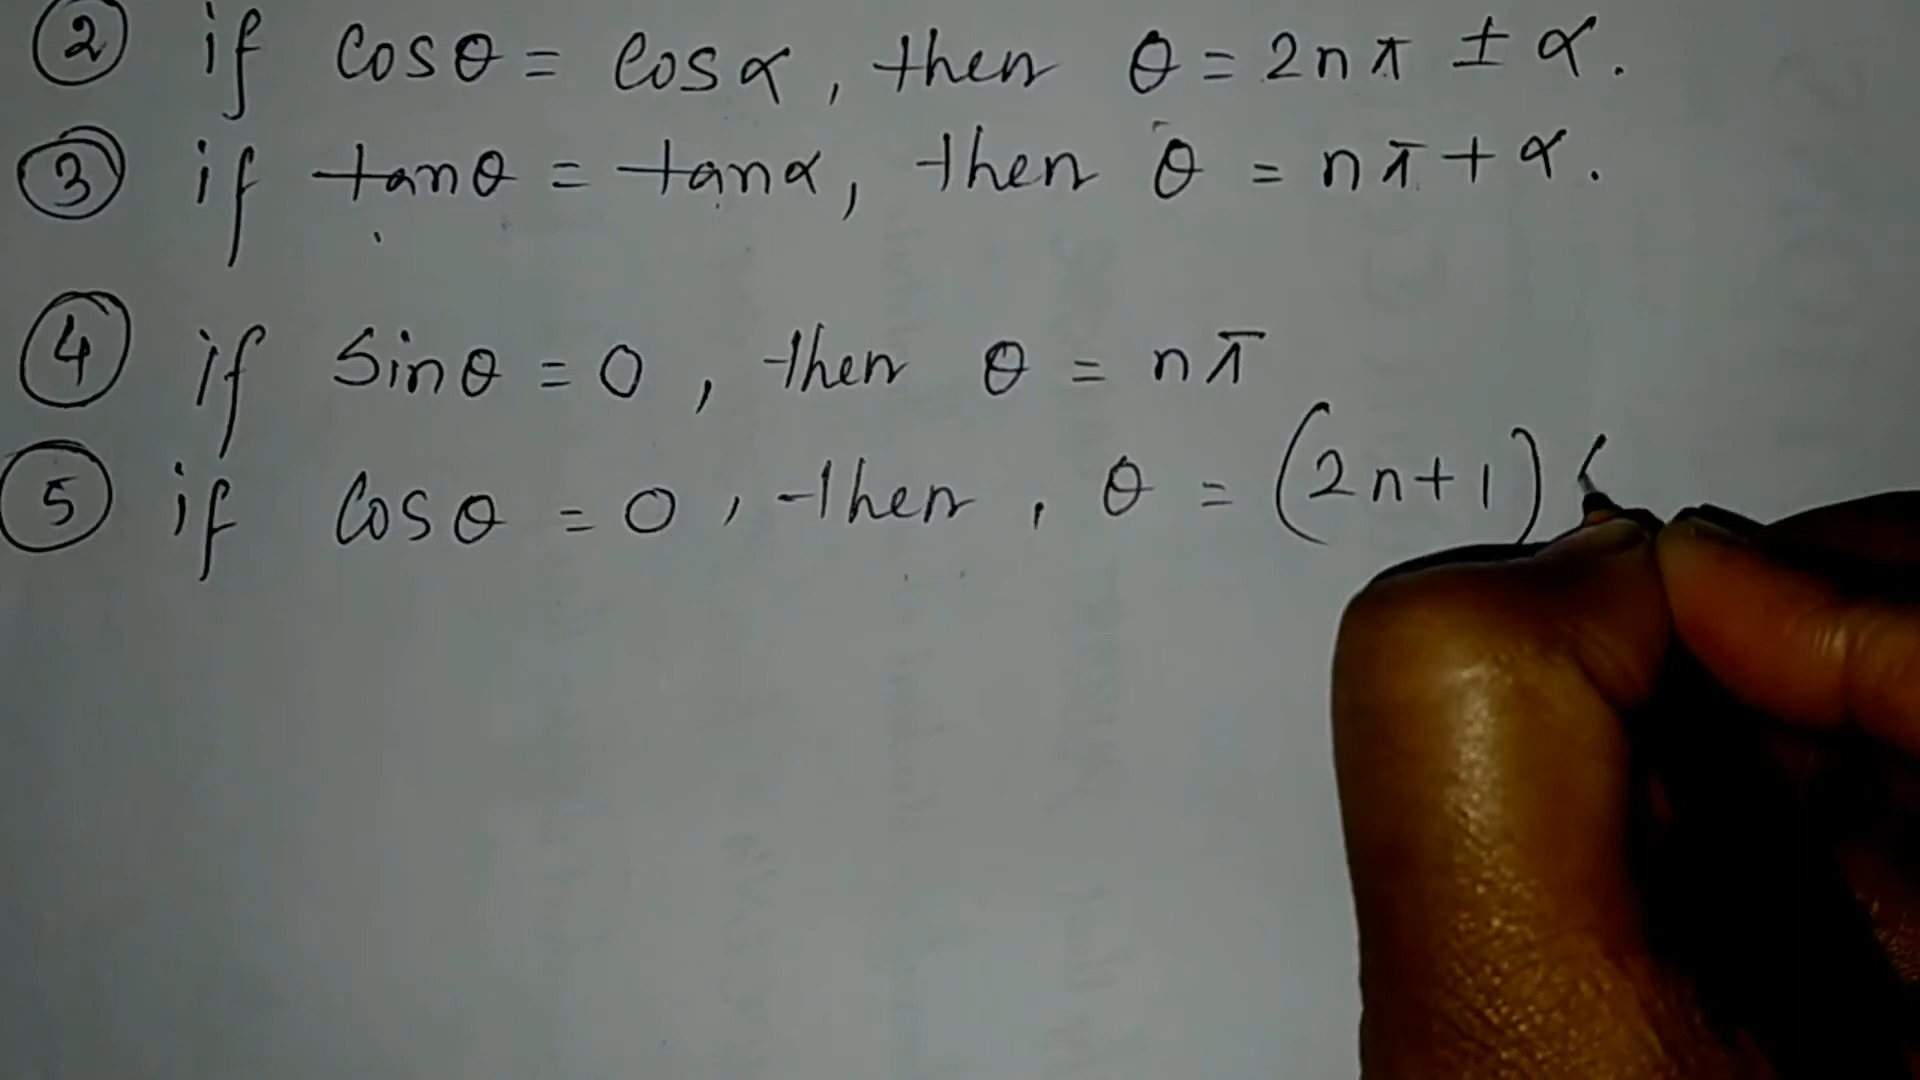 ② if cosθ = cosα, then θ = 2nπ ± α.
③ if tanθ = tanα, then θ = nπ + α.
④ if sinθ = 0, then θ = nπ
⑤ if cosθ = 0, then, θ = (2n+1)(